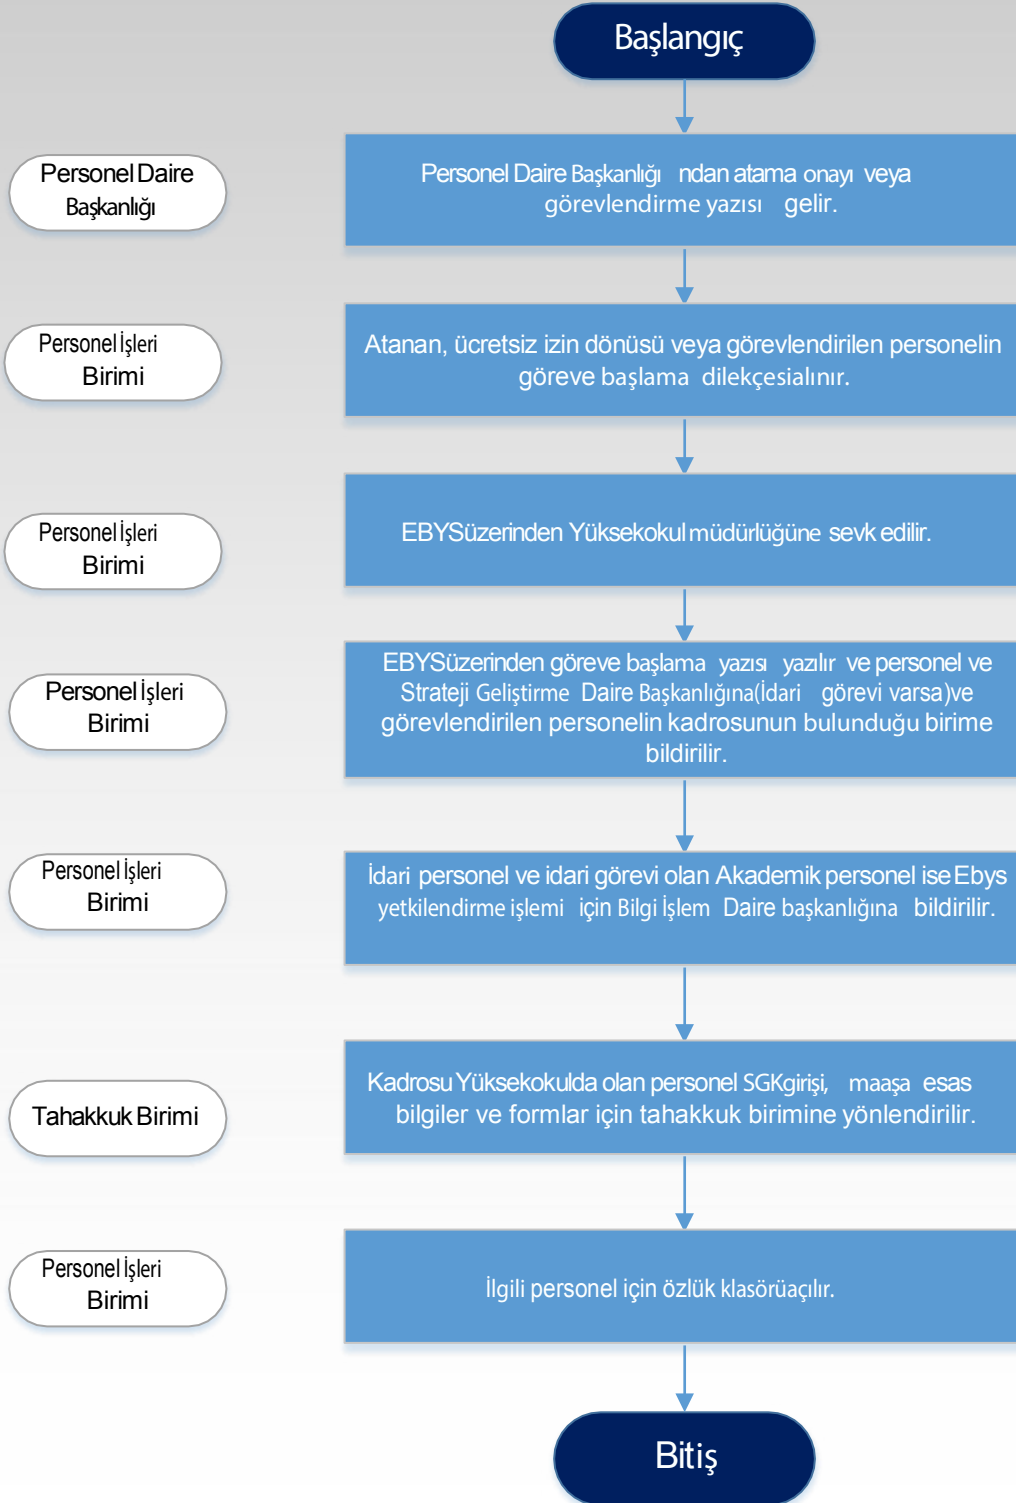 Başlangıç
Personel Daire
Başkanlığı
Personel Daire Başkanlığı ndan atama onayı veya
görevlendirme yazısı gelir.
Personel İşleri
Birimi
Atanan, ücretsiz izin dönüsü veya görevlendirilen personelin
göreve başlama dilekçesialınır.
Personel İşleri
Birimi
EBYSüzerinden Yüksekokul müdürlüğüne sevk edilir.
Personel İşleri
Birimi
EBYSüzerinden göreve başlama yazısı yazılır ve personel ve
Strateji Geliştirme Daire Başkanlığına(İdari görevi varsa)ve
görevlendirilen personelin kadrosunun bulunduğu birime
bildirilir.
Personel İşleri
Birimi
İdari personel ve idari görevi olan Akademik personel ise Ebys
yetkilendirme işlemi için Bilgi İşlem Daire başkanlığına bildirilir.
Tahakkuk Birimi
Kadrosu Yüksekokulda olan personel SGKgirişi, maaşa esas
bilgiler ve formlar için tahakkuk birimine yönlendirilir.
Personel İşleri
Birimi
İlgili personel için özlük klasörüaçılır.
Bitiş